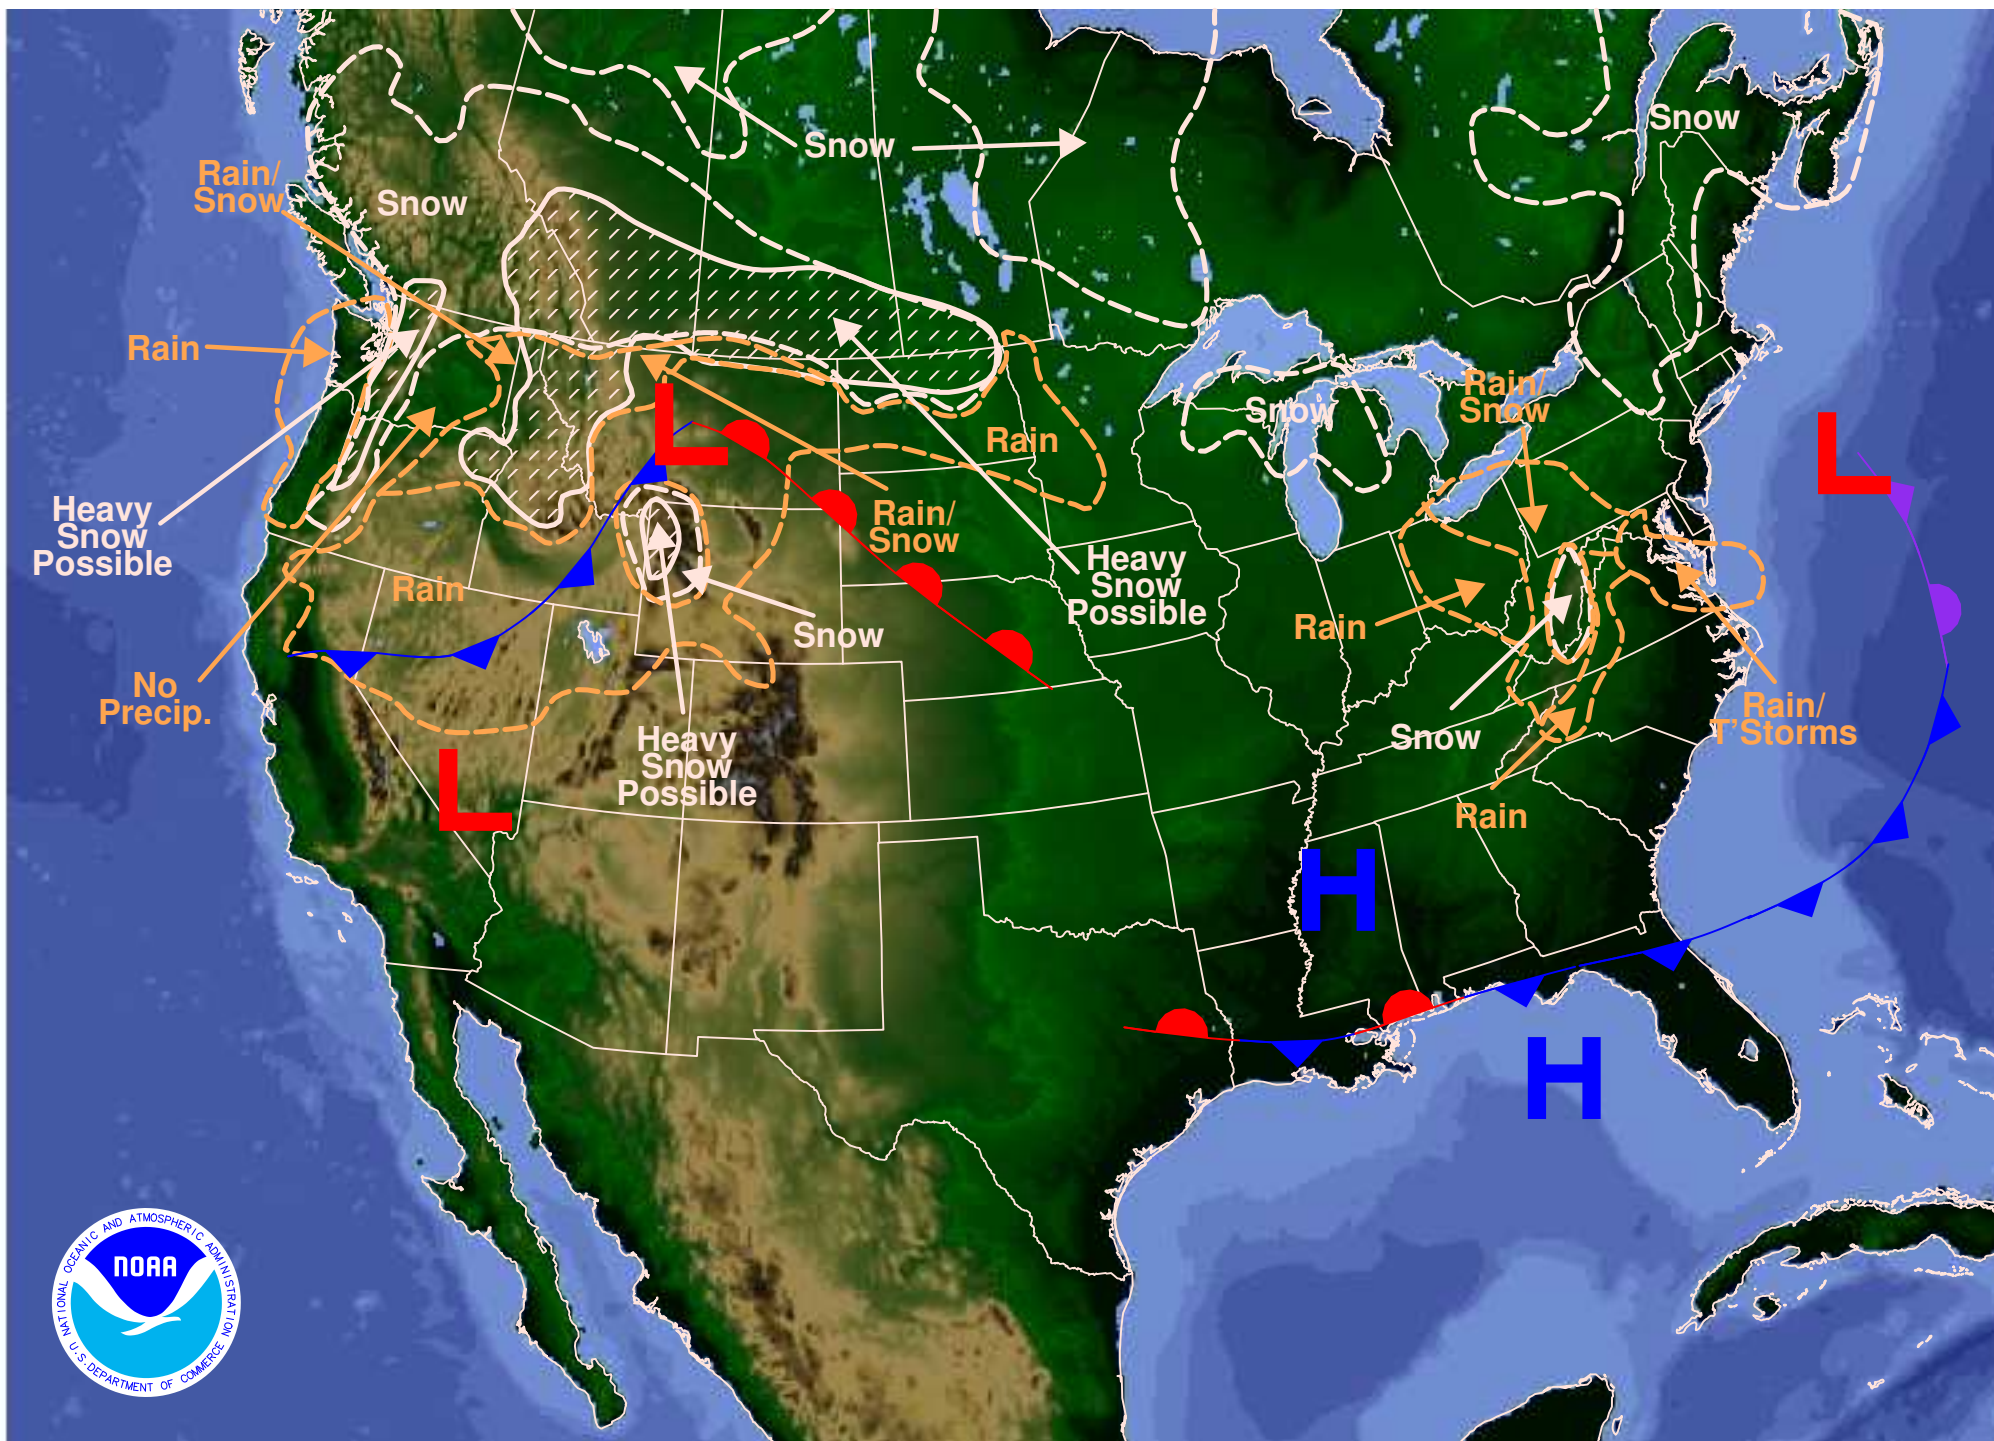 Snow
Snow
Rain/
Snow
Snow
Rain
Rain/
Snow
Snow
Rain
Heavy
Snow
Possible
Rain/
Snow
Heavy
Snow
Possible
Rain
Snow
Rain
No
Precip.
Heavy
Snow
Possible
Snow
Rain/
T'Storms
Rain
L
L
L
H
H
NATIONAL OCEANIC AND ATMOSPHERIC ADMINISTRATION
NOAA
U.S. DEPARTMENT OF COMMERCE